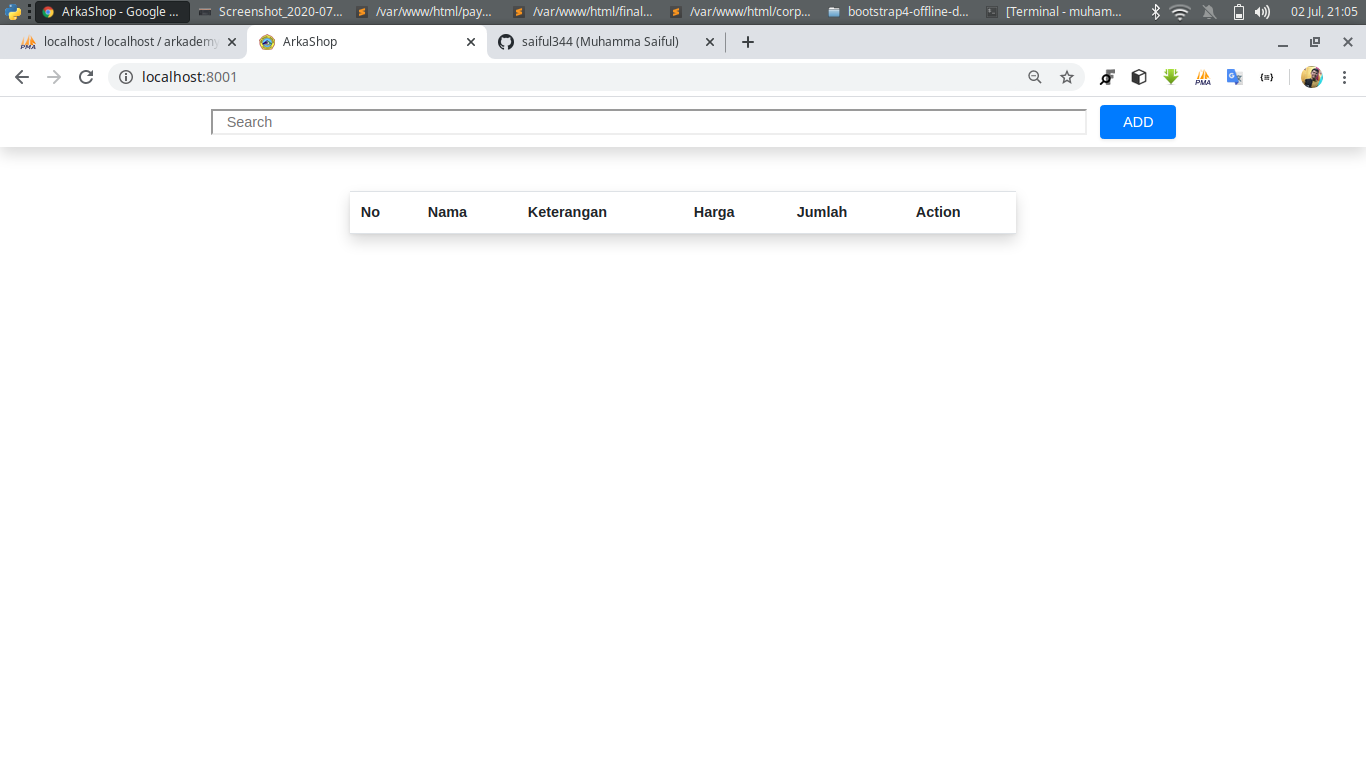 ArkaShop - Google ... Screenshot_2020-07... /var/www/html/pay... /var/www/html/final... /var/www/html/corp... bootstrap4-offline-d... [Terminal - muham... 02 Jul, 21:05
PMA localhost / localhost / arkademy ArkaShop saiful344 (Muhamma Saiful)
localhost:8001 PMA
Search ADD
No Nama Keterangan Harga Jumlah Action